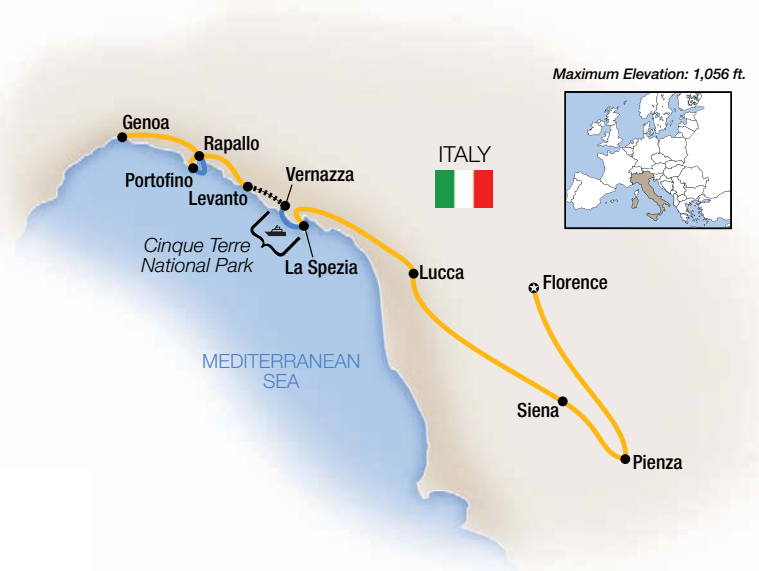 Maximum Elevation: 1,056 ft.
Genoa
Rapallo
ITALY
Portofino
Vernazza
Levanto
Cinque Terre
National Park
La Spezia
Lucca
Florence
MEDITERRANEAN
SEA
Siena
Pienza